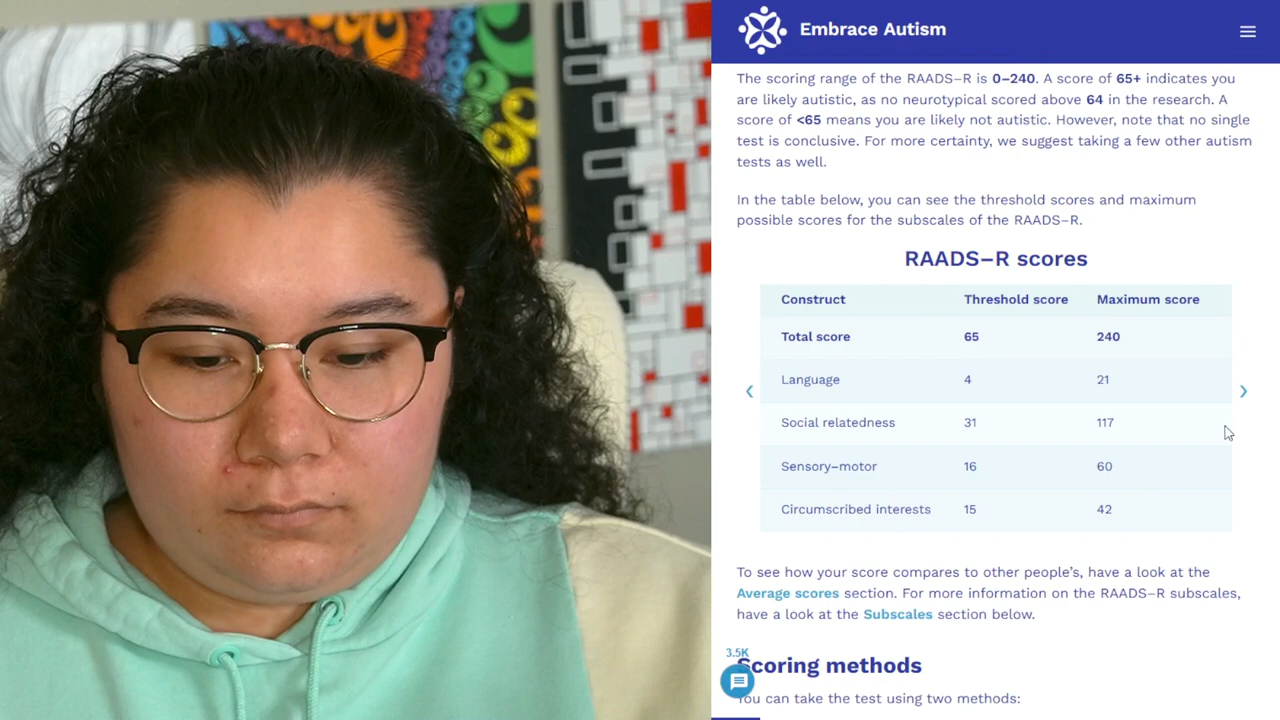 Embrace Autism
The scoring range of the RAADS–R is 0–240. A score of 65+ indicates you
are likely autistic, as no neurotypical scored above 64 in the research. A
score of <65 means you are likely not autistic. However, note that no single
test is conclusive. For more certainty, we suggest taking a few other autism
tests as well.
In the table below, you can see the threshold scores and maximum
possible scores for the subscales of the RAADS–R.
RAADS–R scores
Construct Threshold score Maximum score
Total score 65 240
Language 4 21
Social relatedness 31 117
Sensory–motor 16 60
Circumscribed interests 15 42
To see how your score compares to other people's, have a look at the
Average scores section. For more information on the RAADS–R subscales,
have a look at the Subscales section below.
3.5K
Scoring methods
You can take the test using two methods: